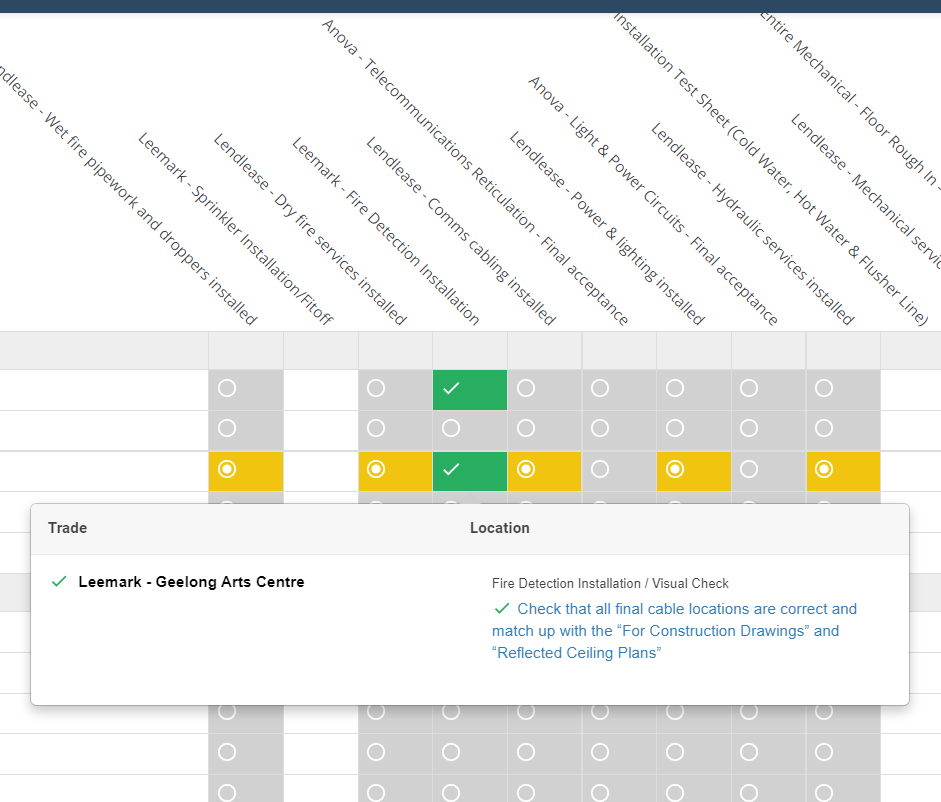 Lendlease - Wet fire pipework and droppers installed
Leemark - Sprinkler Installation/Fitoff
Lendlease - Dry fire services installed
Leemark - Fire Detection Installation
Lendlease - Comms cabling installed
Anova - Telecommunications Reticulation - Final acceptance
Lendlease - Power & lighting installed
Anova - Light & Power Circuits - Final acceptance
Lendlease - Hydraulic services installed
Installation Test Sheet (Cold Water, Hot Water & Flusher Line)
Lendlease - Mechanical servic
Entire Mechanical - Floor Rough In -
Trade
Location
Leemark - Geelong Arts Centre
Fire Detection Installation / Visual Check
Check that all final cable locations are correct and
match up with the “For Construction Drawings” and
“Reflected Ceiling Plans”